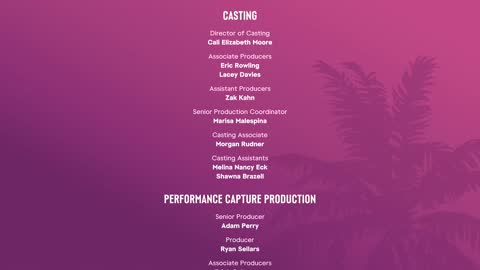 CASTING
Director of Casting
Cali Elizabeth Moore
Associate Producers
Eric Rowling
Lacey Davies
Assistant Producers
Zak Kahn
Senior Production Coordinator
Marisa Malespina
Casting Associate
Morgan Rudner
Casting Assistants
Melina Nancy Eck
Shawna Brazell
PERFORMANCE CAPTURE PRODUCTION
Senior Producer
Adam Perry
Producer
Ryan Sellars
Associate Producers